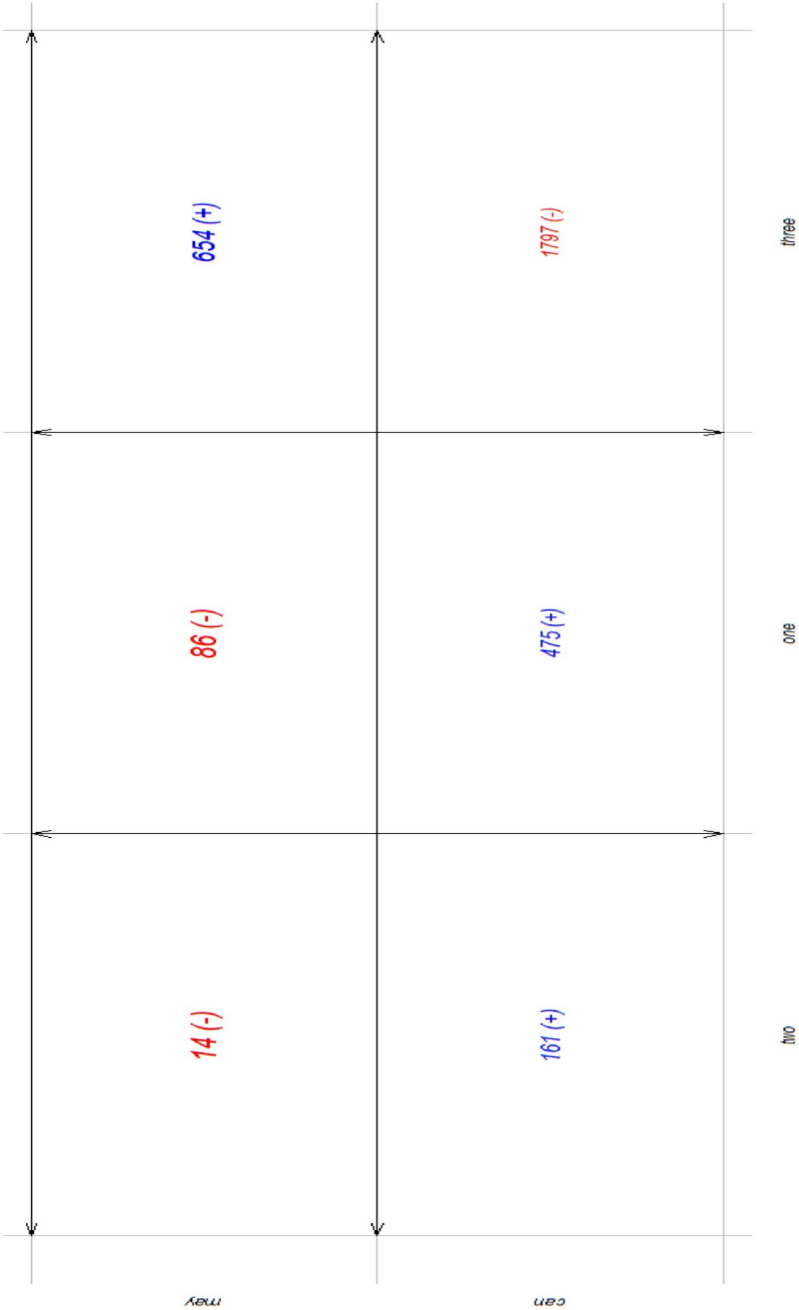 may
14 (-)
86 (-)
654 (+)
can
161 (+)
475 (+)
1797 (-)
two
one
three